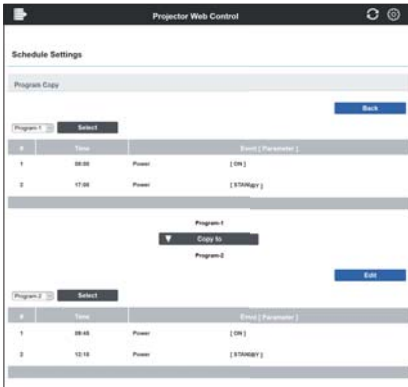 Projector Web Control
Schedule Settings
Program Copy
Back
Program-1 Select
# Time Event [ Parameter ]
1 08:00 Power [ ON ]
2 17:00 Power [ STANDBY ]
Program-1
▼ Copy to
Program-2
Edit
Program-2 Select
# Time Event [ Parameter ]
1 09:45 Power [ ON ]
2 12:10 Power [ STANDBY ]